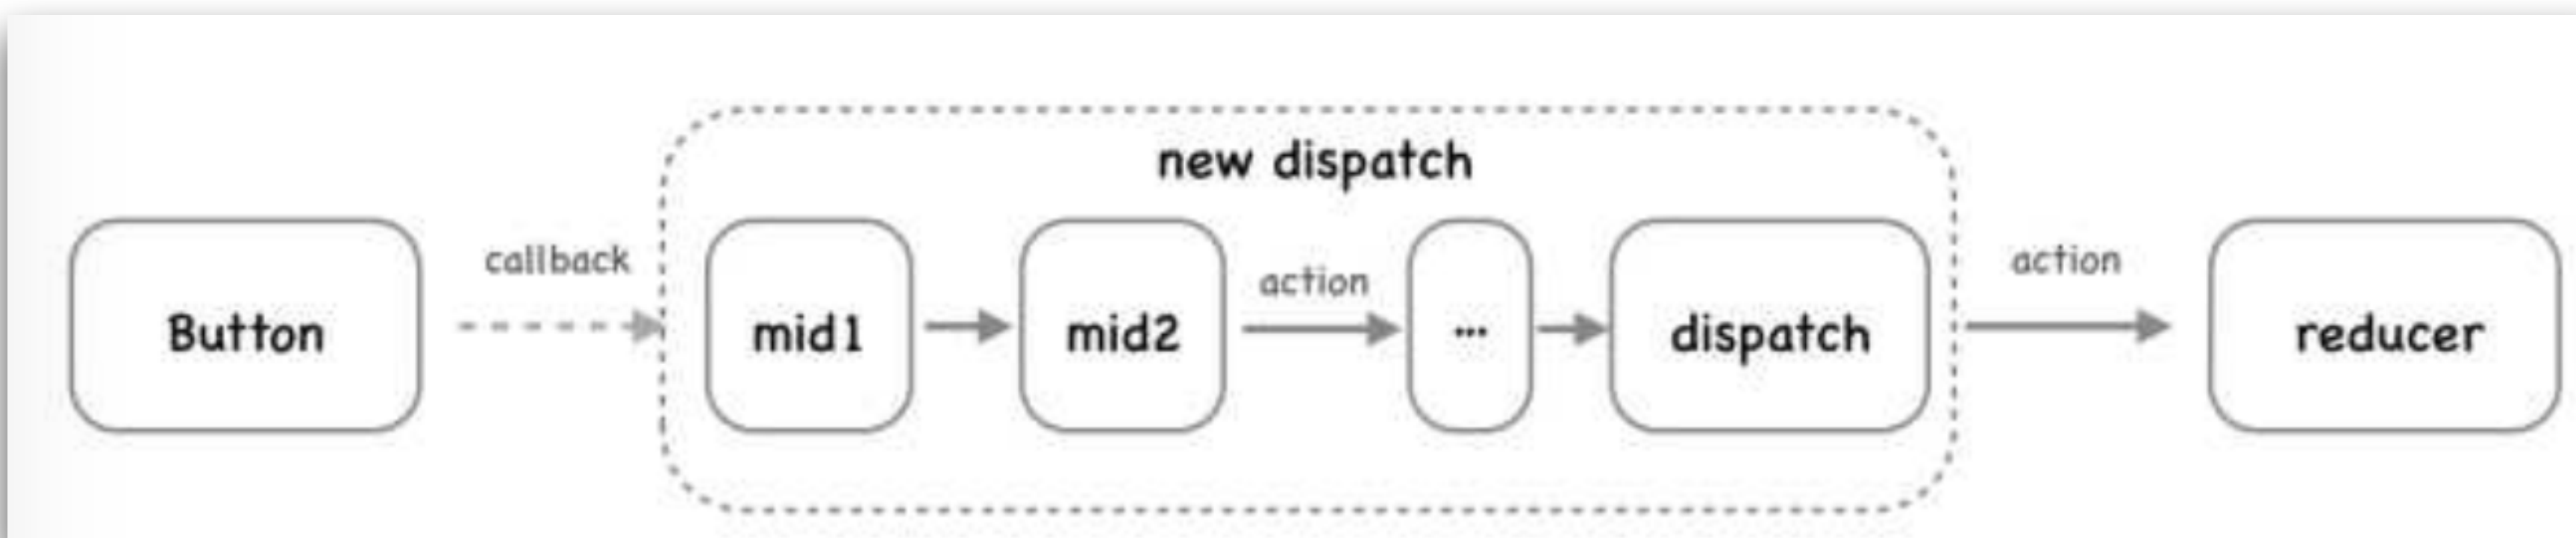 new dispatch
Button
callback
mid1
mid2
action
...
dispatch
action
reducer